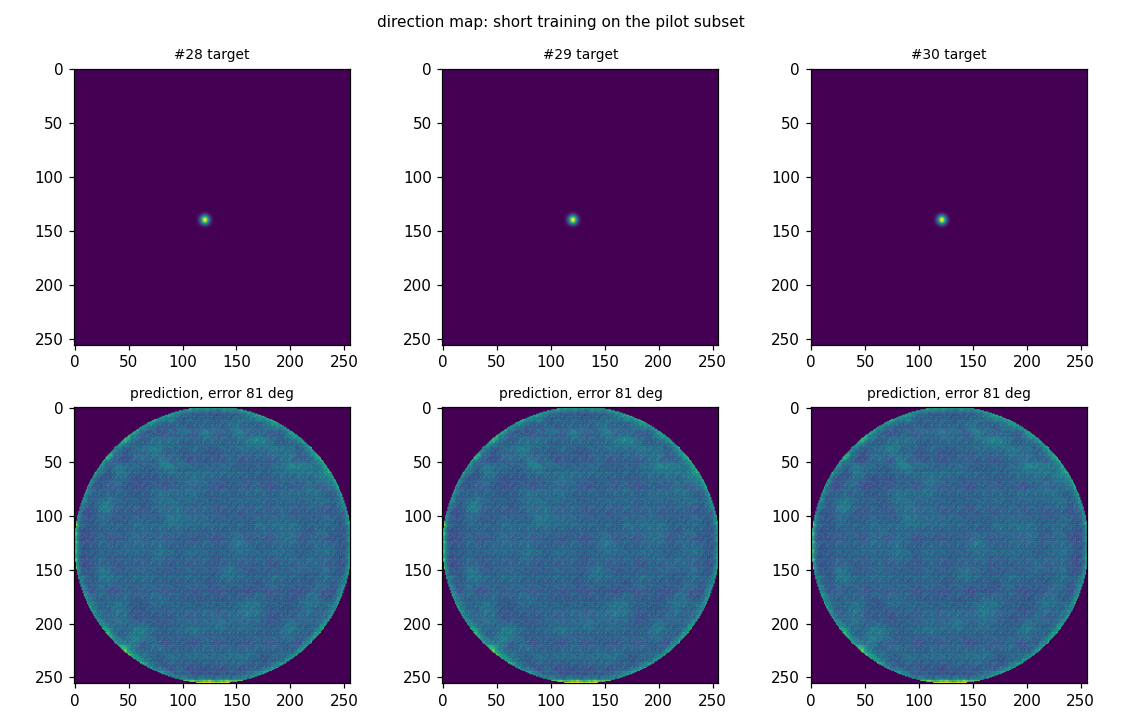 direction map: short training on the pilot subset
#28 target #29 target #30 target
0 0 0
50 50 50
100 100 100
150 150 150
200 200 200
250 250 250
0 50 100 150 200 250 0 50 100 150 200 250 0 50 100 150 200 250
prediction, error 81 deg prediction, error 81 deg prediction, error 81 deg
0 0 0
50 50 50
100 100 100
150 150 150
200 200 200
250 250 250
0 50 100 150 200 250 0 50 100 150 200 250 0 50 100 150 200 250